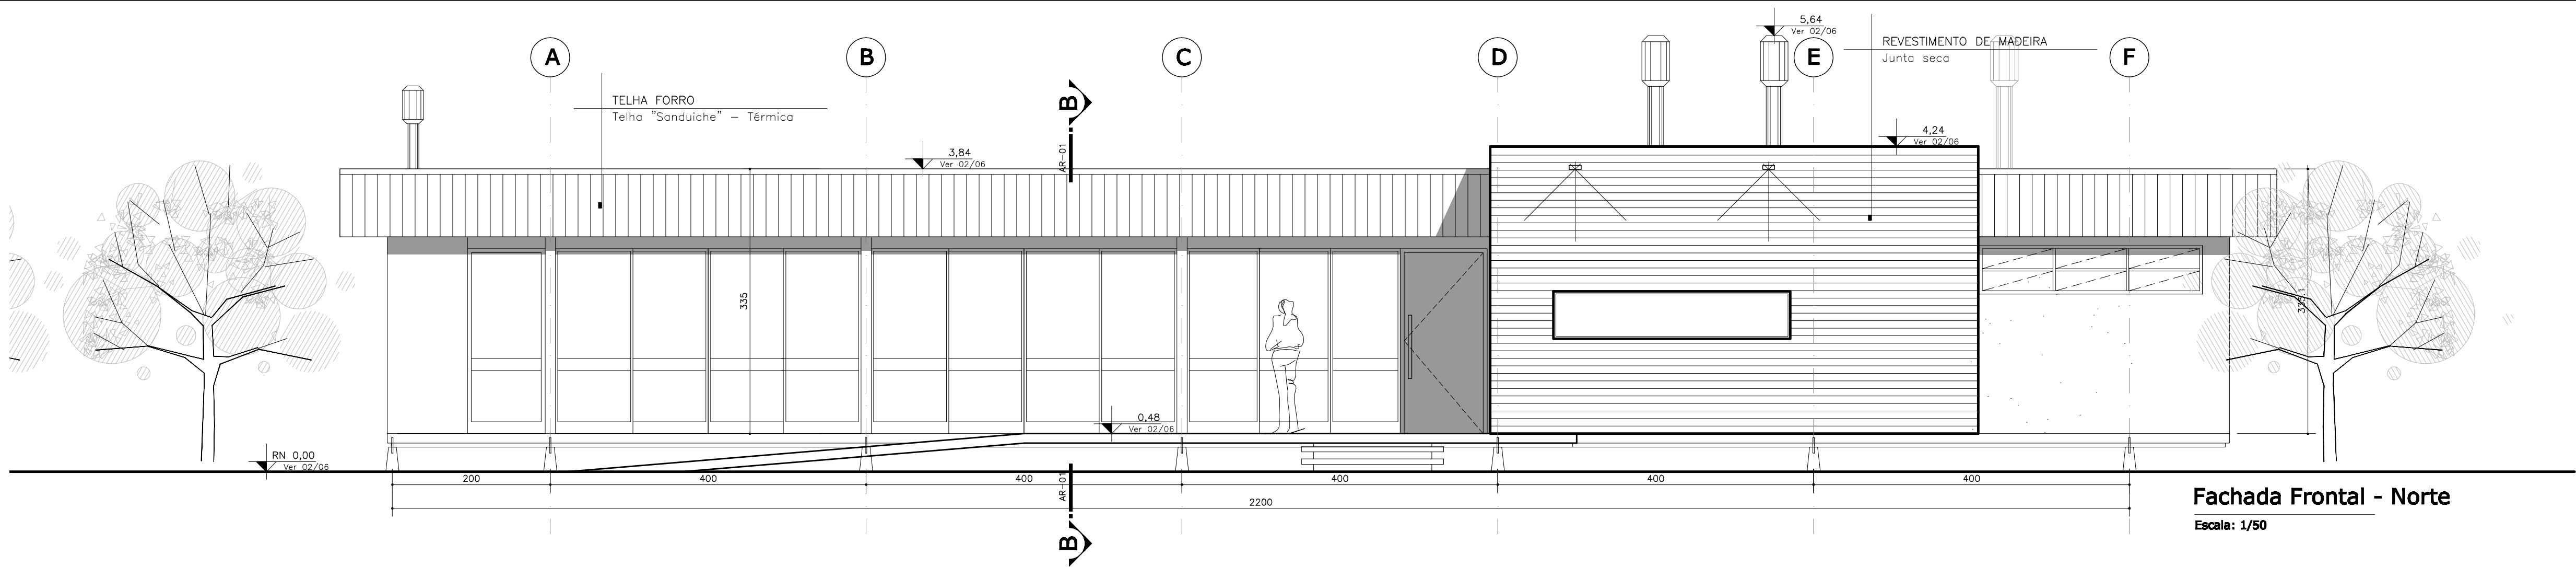 5,64
Ver 02/06
A
B
C
D
E
F
REVESTIMENTO DE MADEIRA
Junta seca
TELHA FORRO
Telha "Sanduiche" - Térmica
B
AR-01
3,84
Ver 02/06
4,24
Ver 02/06
335
335.1
0,48
Ver 02/06
RN 0,00
Ver 02/06
200
400
400
400
400
400
AR-01
2200
B
Fachada Frontal - Norte
Escala: 1/50